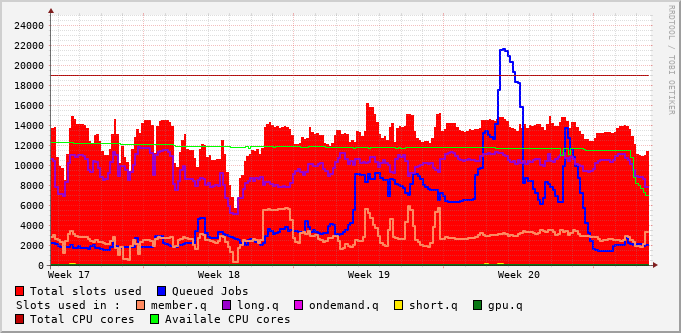 24000
22000
20000
18000
16000
14000
12000
10000
8000
6000
4000
2000
0
Week 17 Week 18 Week 19 Week 20
RRDTOOL / TOBI OETIKER
Total slots used Queued Jobs
Slots used in : member.q long.q ondemand.q short.q gpu.q
Total CPU cores Availale CPU cores